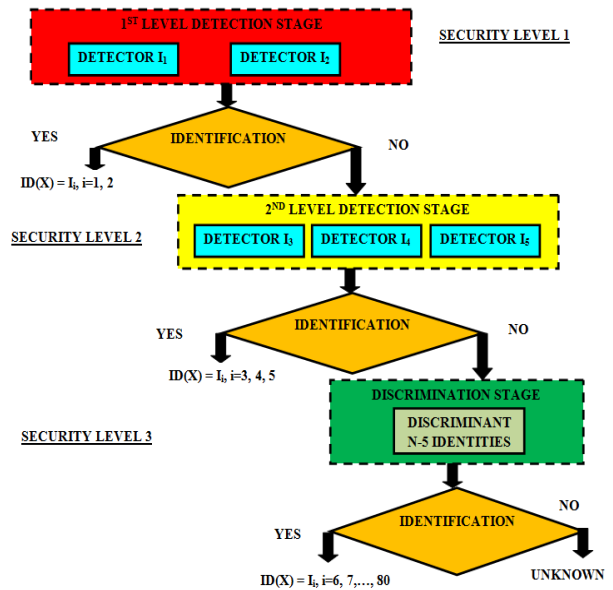 1ST LEVEL DETECTION STAGE
SECURITY LEVEL 1
DETECTOR I1
DETECTOR I2
YES
IDENTIFICATION
NO
ID(X) = Ii, i=1, 2
2ND LEVEL DETECTION STAGE
SECURITY LEVEL 2
DETECTOR I3
DETECTOR I4
DETECTOR I5
YES
IDENTIFICATION
NO
ID(X) = Ii, i=3, 4, 5
DISCRIMINATION STAGE
SECURITY LEVEL 3
DISCRIMINANT
N-5 IDENTITIES
YES
IDENTIFICATION
NO
ID(X) = Ii, i=6, 7,..., 80
UNKNOWN